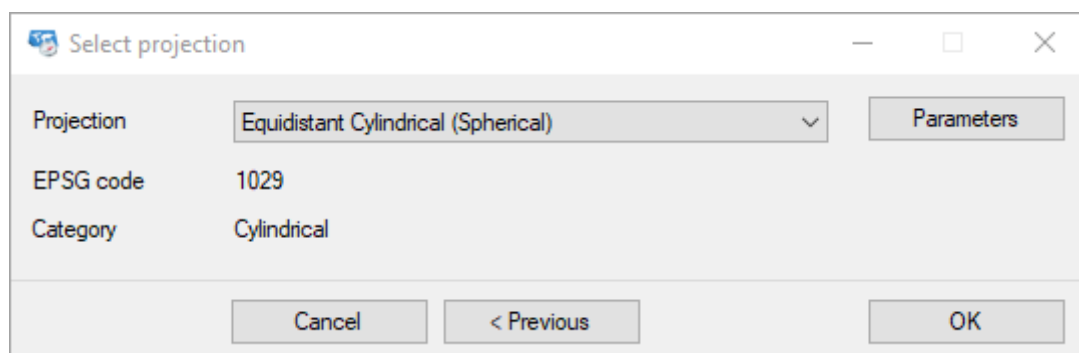 Select projection
Projection Equidistant Cylindrical (Spherical) Parameters
EPSG code 1029
Category Cylindrical
Cancel < Previous OK